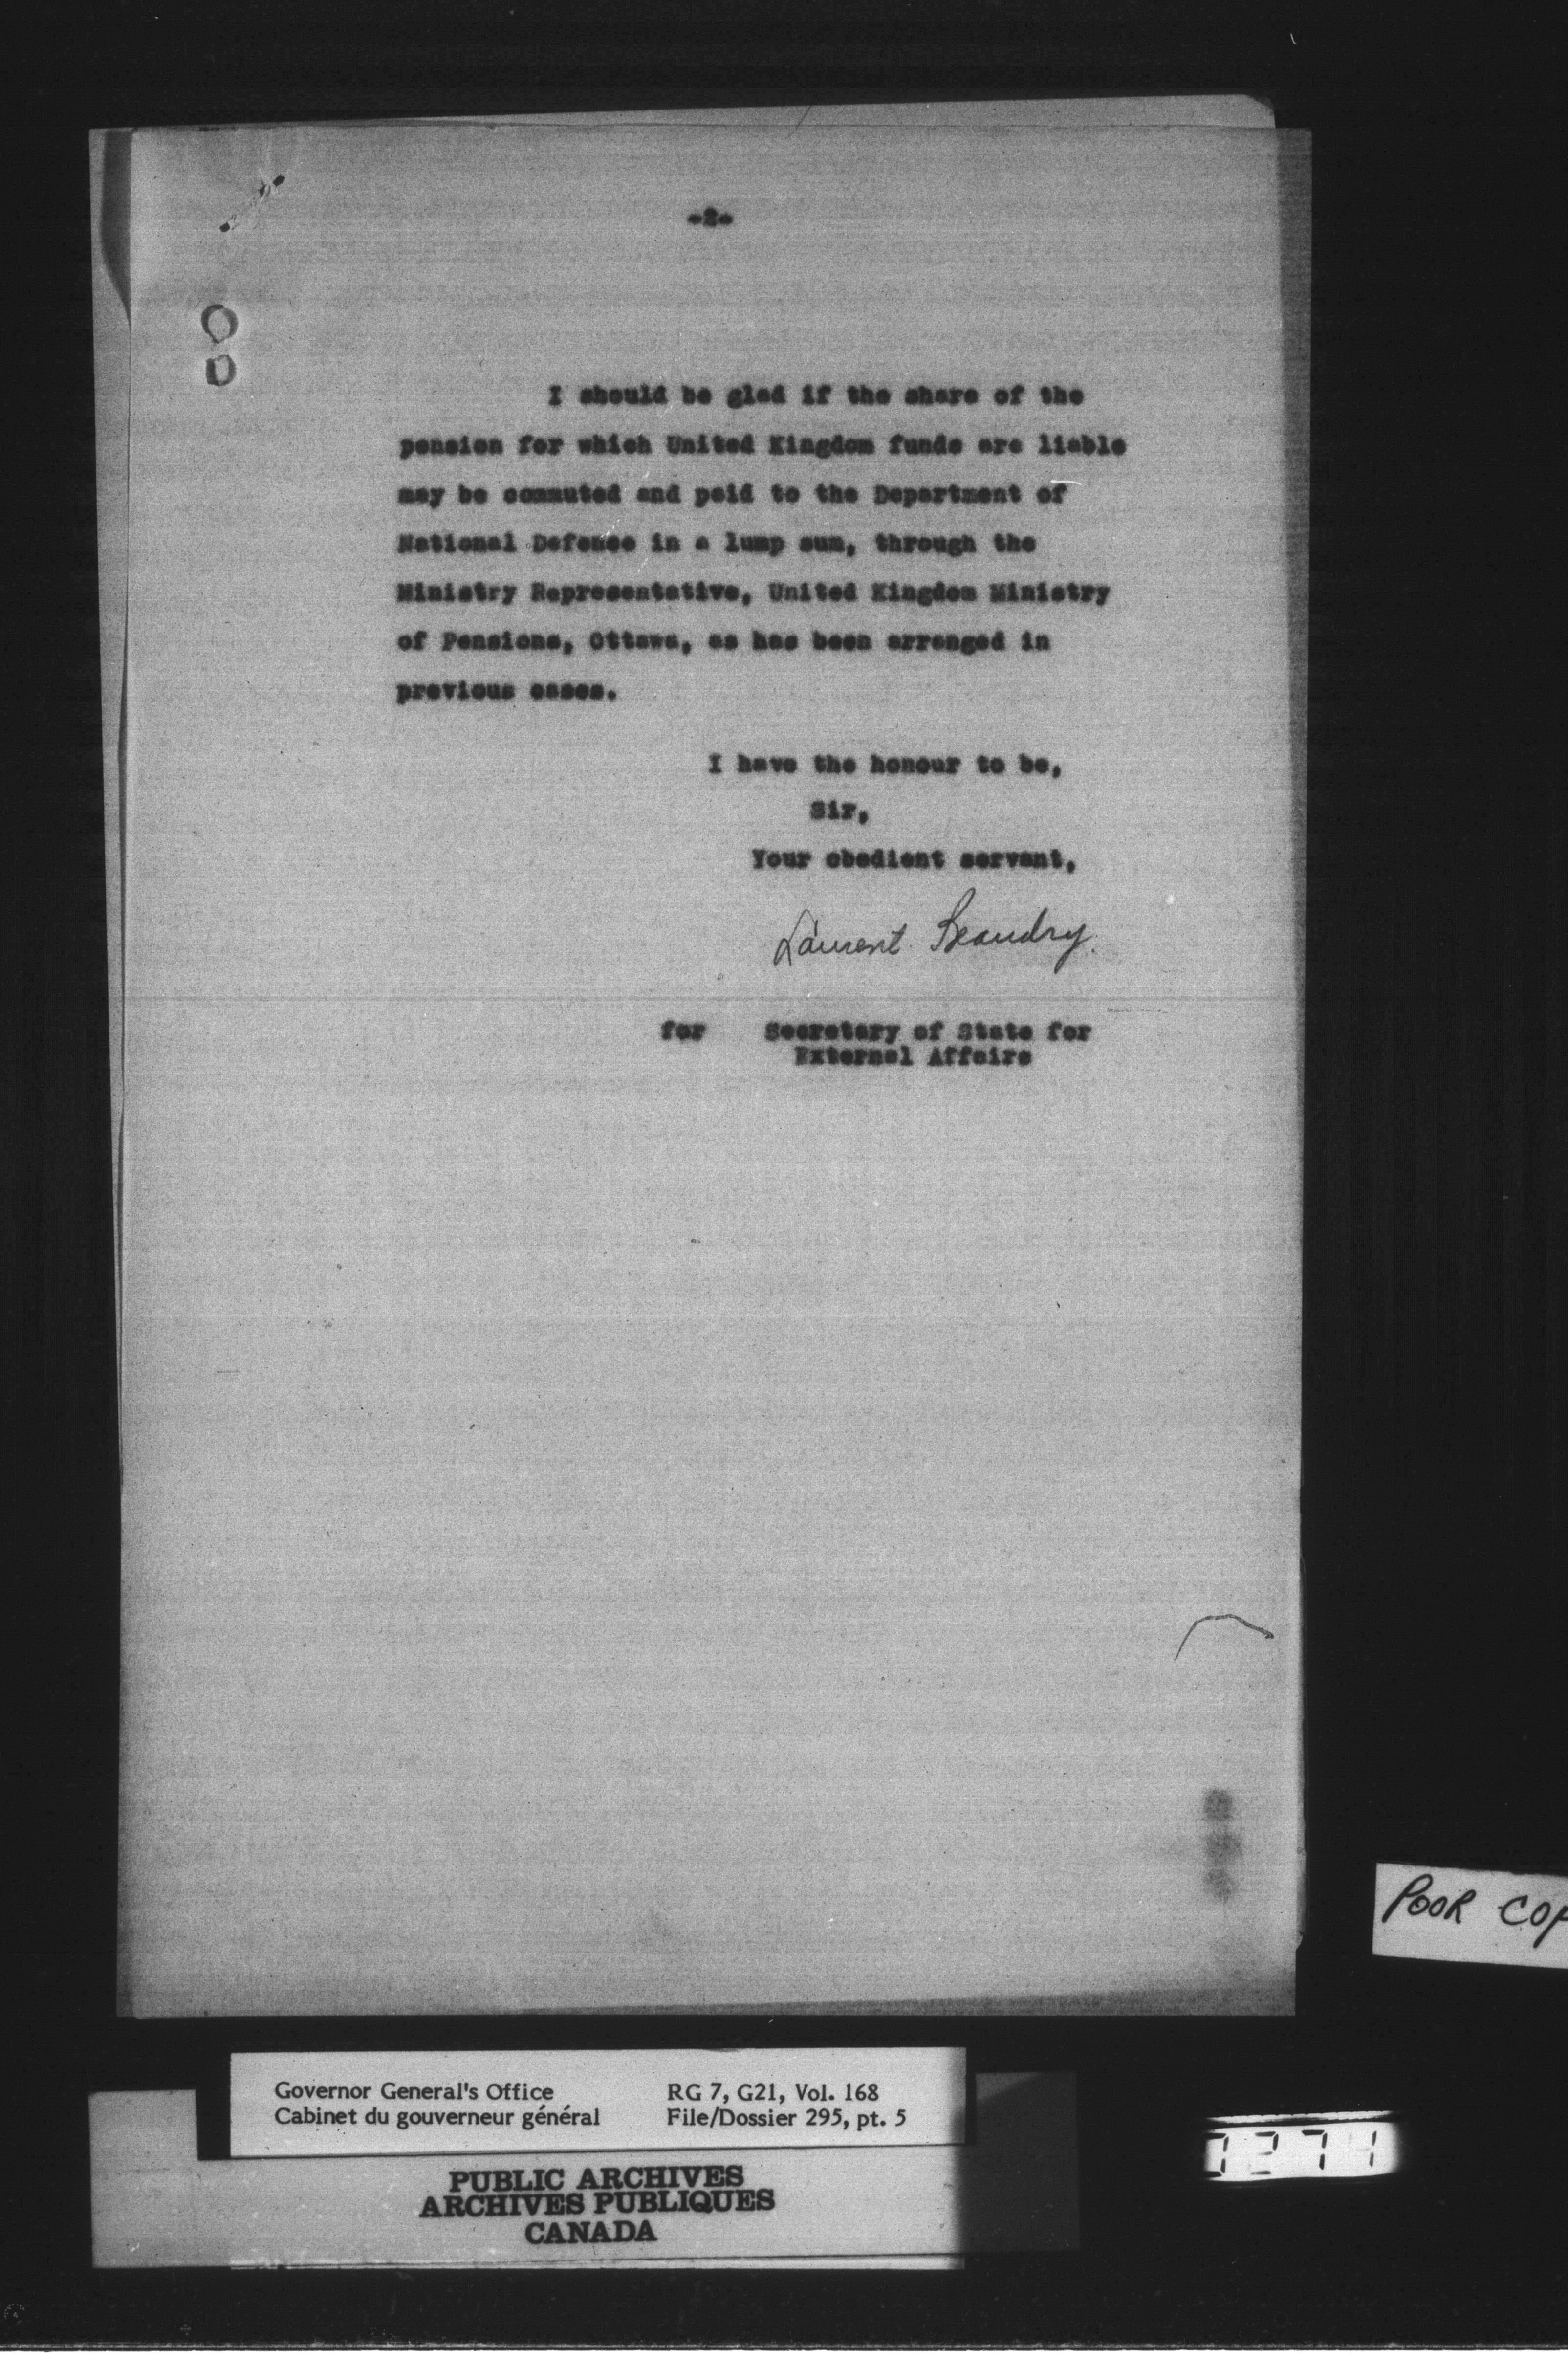 -2-
I should be glad if the share of the
pension for which United Kingdom funds are liable
may be commuted and paid to the Department of
National Defence in a lump sum, through the
Ministry Representative, United Kingdom Ministry
of Pensions, Ottawa, as has been arranged in
previous cases.
I have the honour to be,
Sir,
Your obedient servant,
Laurent Beaudry.
for Secretary of State for
External Affairs
POOR COP
Governor General's Office RG 7, G21, Vol. 168
Cabinet du gouverneur général File/Dossier 295, pt. 5
PUBLIC ARCHIVES
ARCHIVES PUBLIQUES
CANADA
274